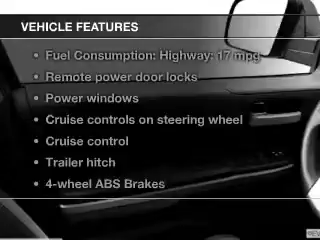 VEHICLE FEATURES
• Fuel Consumption: Highway: 17 mpg
• Remote power door locks
• Power windows
• Cruise controls on steering wheel
• Cruise control
• Trailer hitch
• 4-wheel ABS Brakes